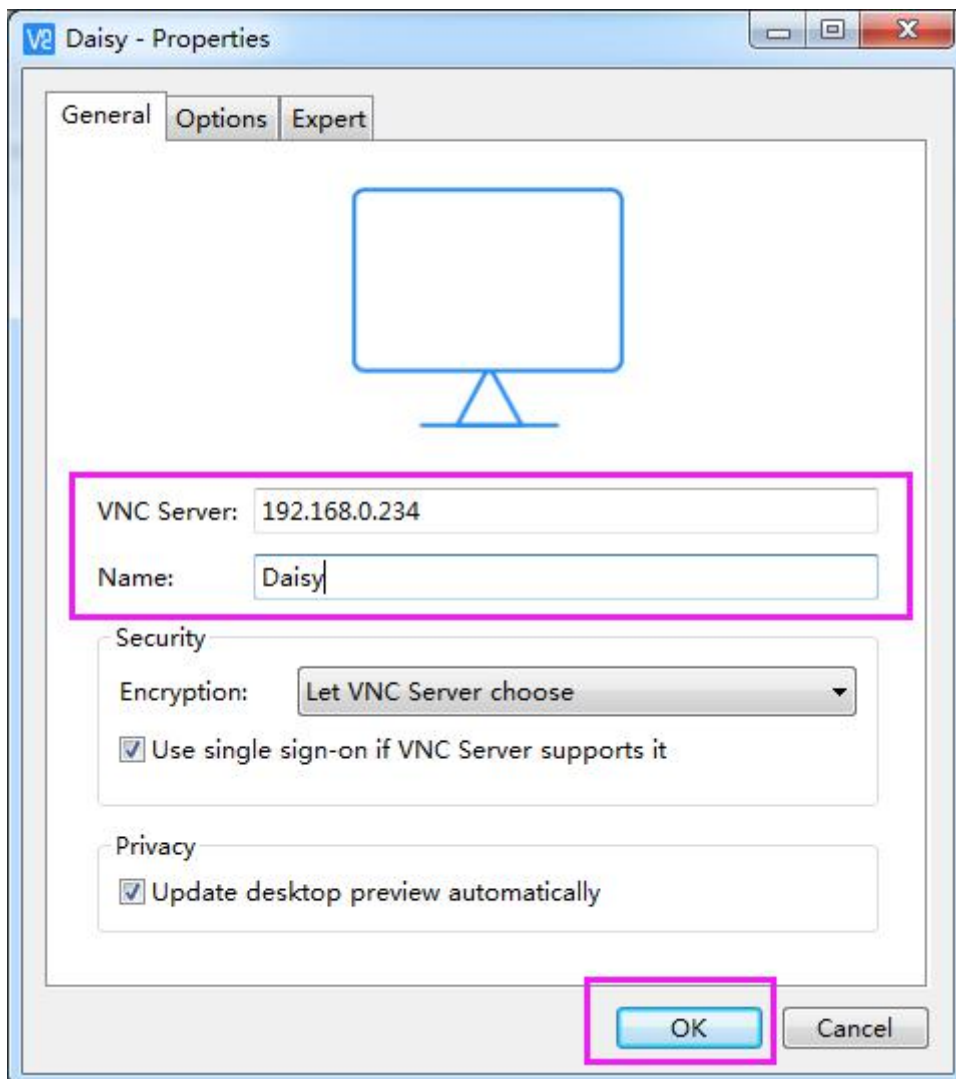 V2 Daisy - Properties
General Options Expert
VNC Server: 192.168.0.234
Name: Daisy
Security
Encryption: Let VNC Server choose
Use single sign-on if VNC Server supports it
Privacy
Update desktop preview automatically
OK Cancel